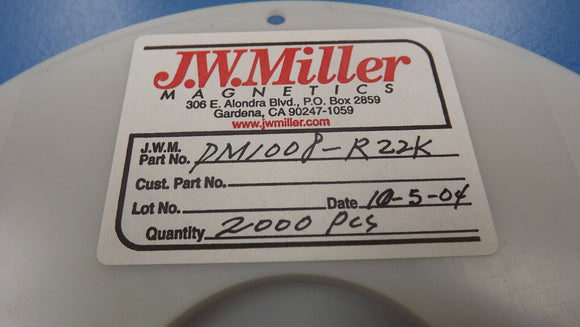 J.W.Miller
MAGNETICS
306 E. Alondra Blvd., P.O. Box 2859
Gardena, CA 90247-1059
www.jwmiller.com
J.W.M.
Part No. PM1008-R22K
Cust. Part No.
Lot No. Date 10-5-04
Quantity 2000 pcs